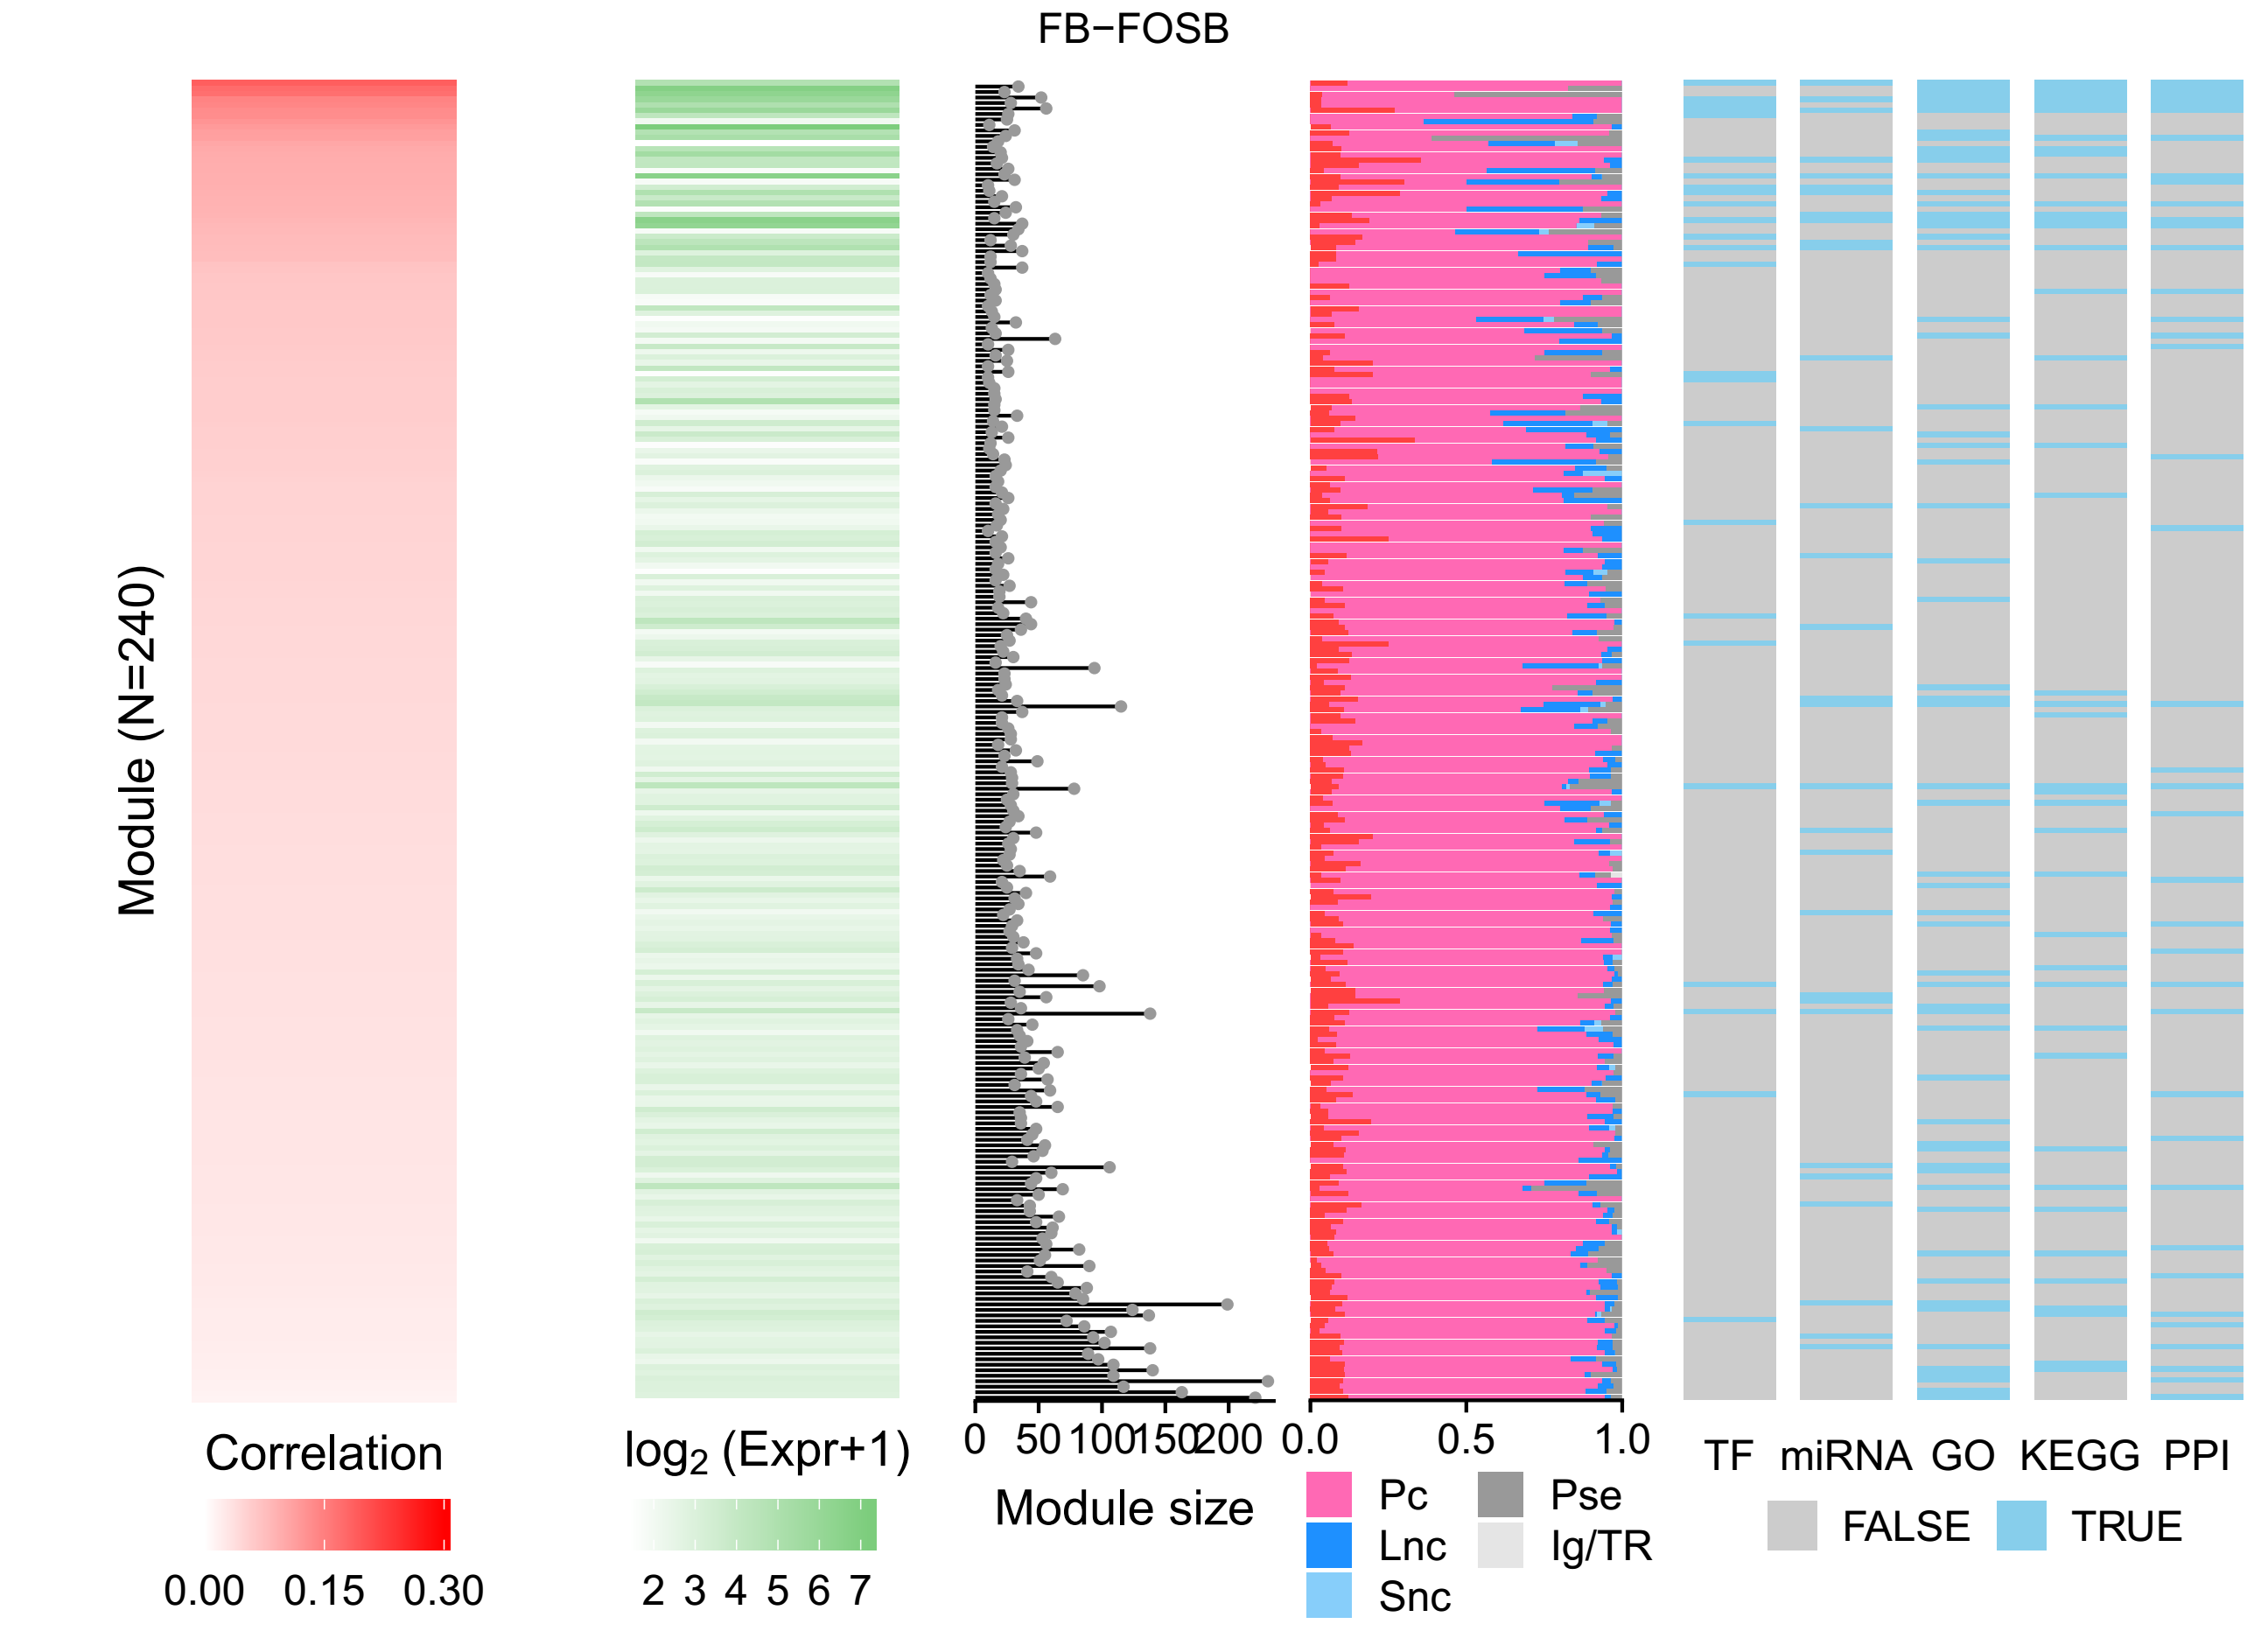 FB−FOSB
Module (N=240)
0 50 100 150 200
0.0 0.5 1.0
Correlation
log2 (Expr+1)
TF miRNA GO KEGG PPI
Module size
Pc Pse
Lnc Ig/TR
Snc
FALSE TRUE
0.00 0.15 0.30
2 3 4 5 6 7